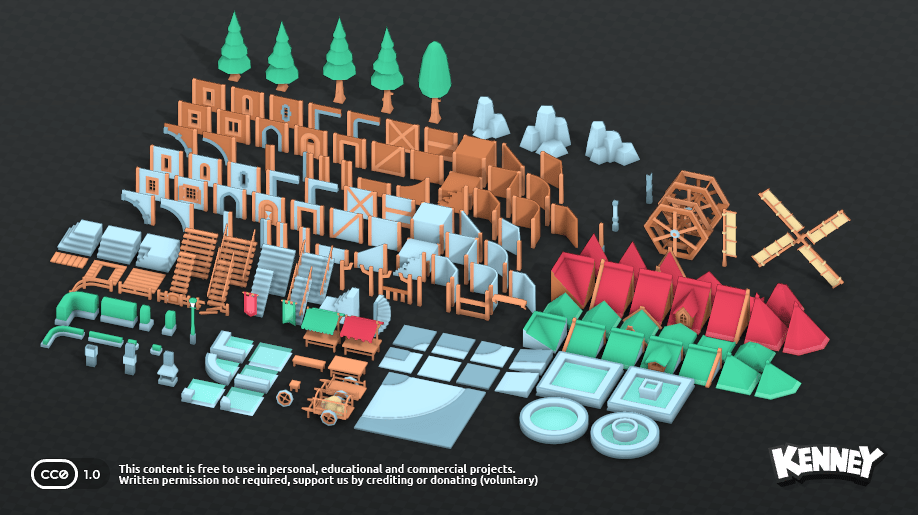 CC0 1.0
This content is free to use in personal, educational and commercial projects.
Written permission not required, support us by crediting or donating (voluntary)
KENNEY